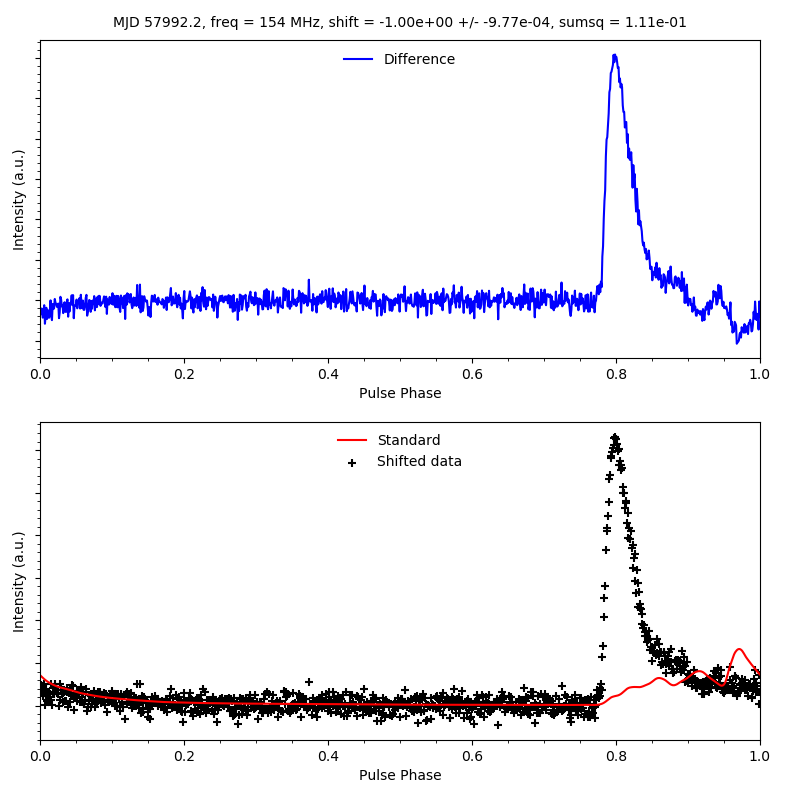 MJD 57992.2, freq = 154 MHz, shift = -1.00e+00 +/- -9.77e-04, sumsq = 1.11e-01
Difference
Intensity (a.u.)
0.0 0.2 0.4 0.6 0.8 1.0
Pulse Phase
Standard
Shifted data
Intensity (a.u.)
0.0 0.2 0.4 0.6 0.8 1.0
Pulse Phase